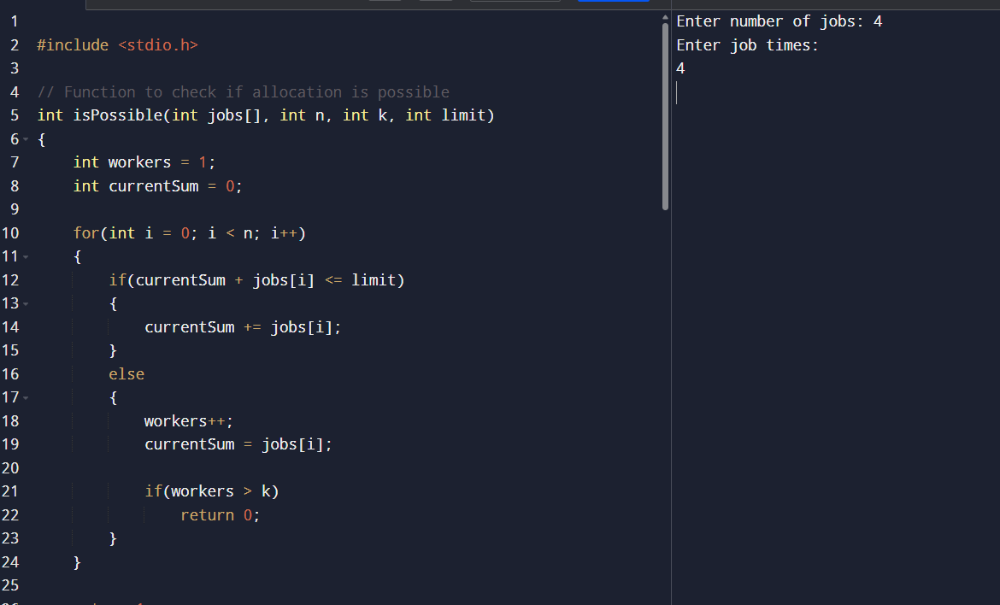 1
2 #include <stdio.h>
3
4 // Function to check if allocation is possible
5 int isPossible(int jobs[], int n, int k, int limit)
6 {
7     int workers = 1;
8     int currentSum = 0;
9
10     for(int i = 0; i < n; i++)
11     {
12         if(currentSum + jobs[i] <= limit)
13         {
14             currentSum += jobs[i];
15         }
16         else
17         {
18             workers++;
19             currentSum = jobs[i];
20
21             if(workers > k)
22                 return 0;
23         }
24     }
25
Enter number of jobs: 4
Enter job times:
4